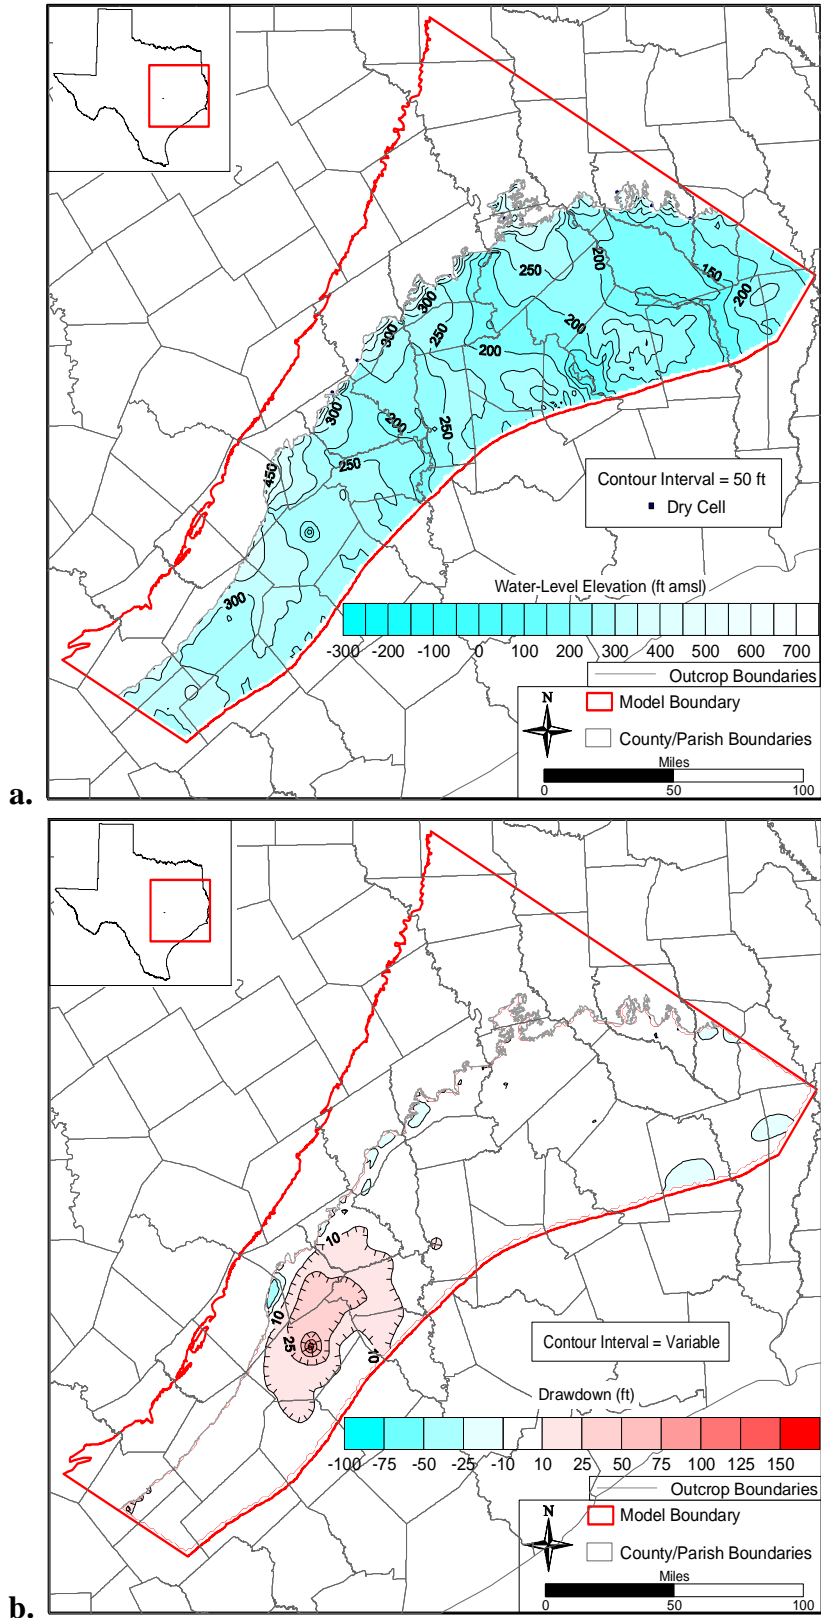 250
200
150
200
300
300
250
200
200
300
200
250
250
450
300
Contour Interval = 50 ft
Dry Cell
Water-Level Elevation (ft amsl)
-300 -200 -100 0 100 200 300 400 500 600 700
Outcrop Boundaries
N
Model Boundary
County/Parish Boundaries
Miles
0 50 100
a.
10
10
25
10
Contour Interval = Variable
Drawdown (ft)
-100 -75 -50 -25 -10 10 25 50 75 100 125 150
Outcrop Boundaries
N
Model Boundary
County/Parish Boundaries
Miles
0 50 100
b.